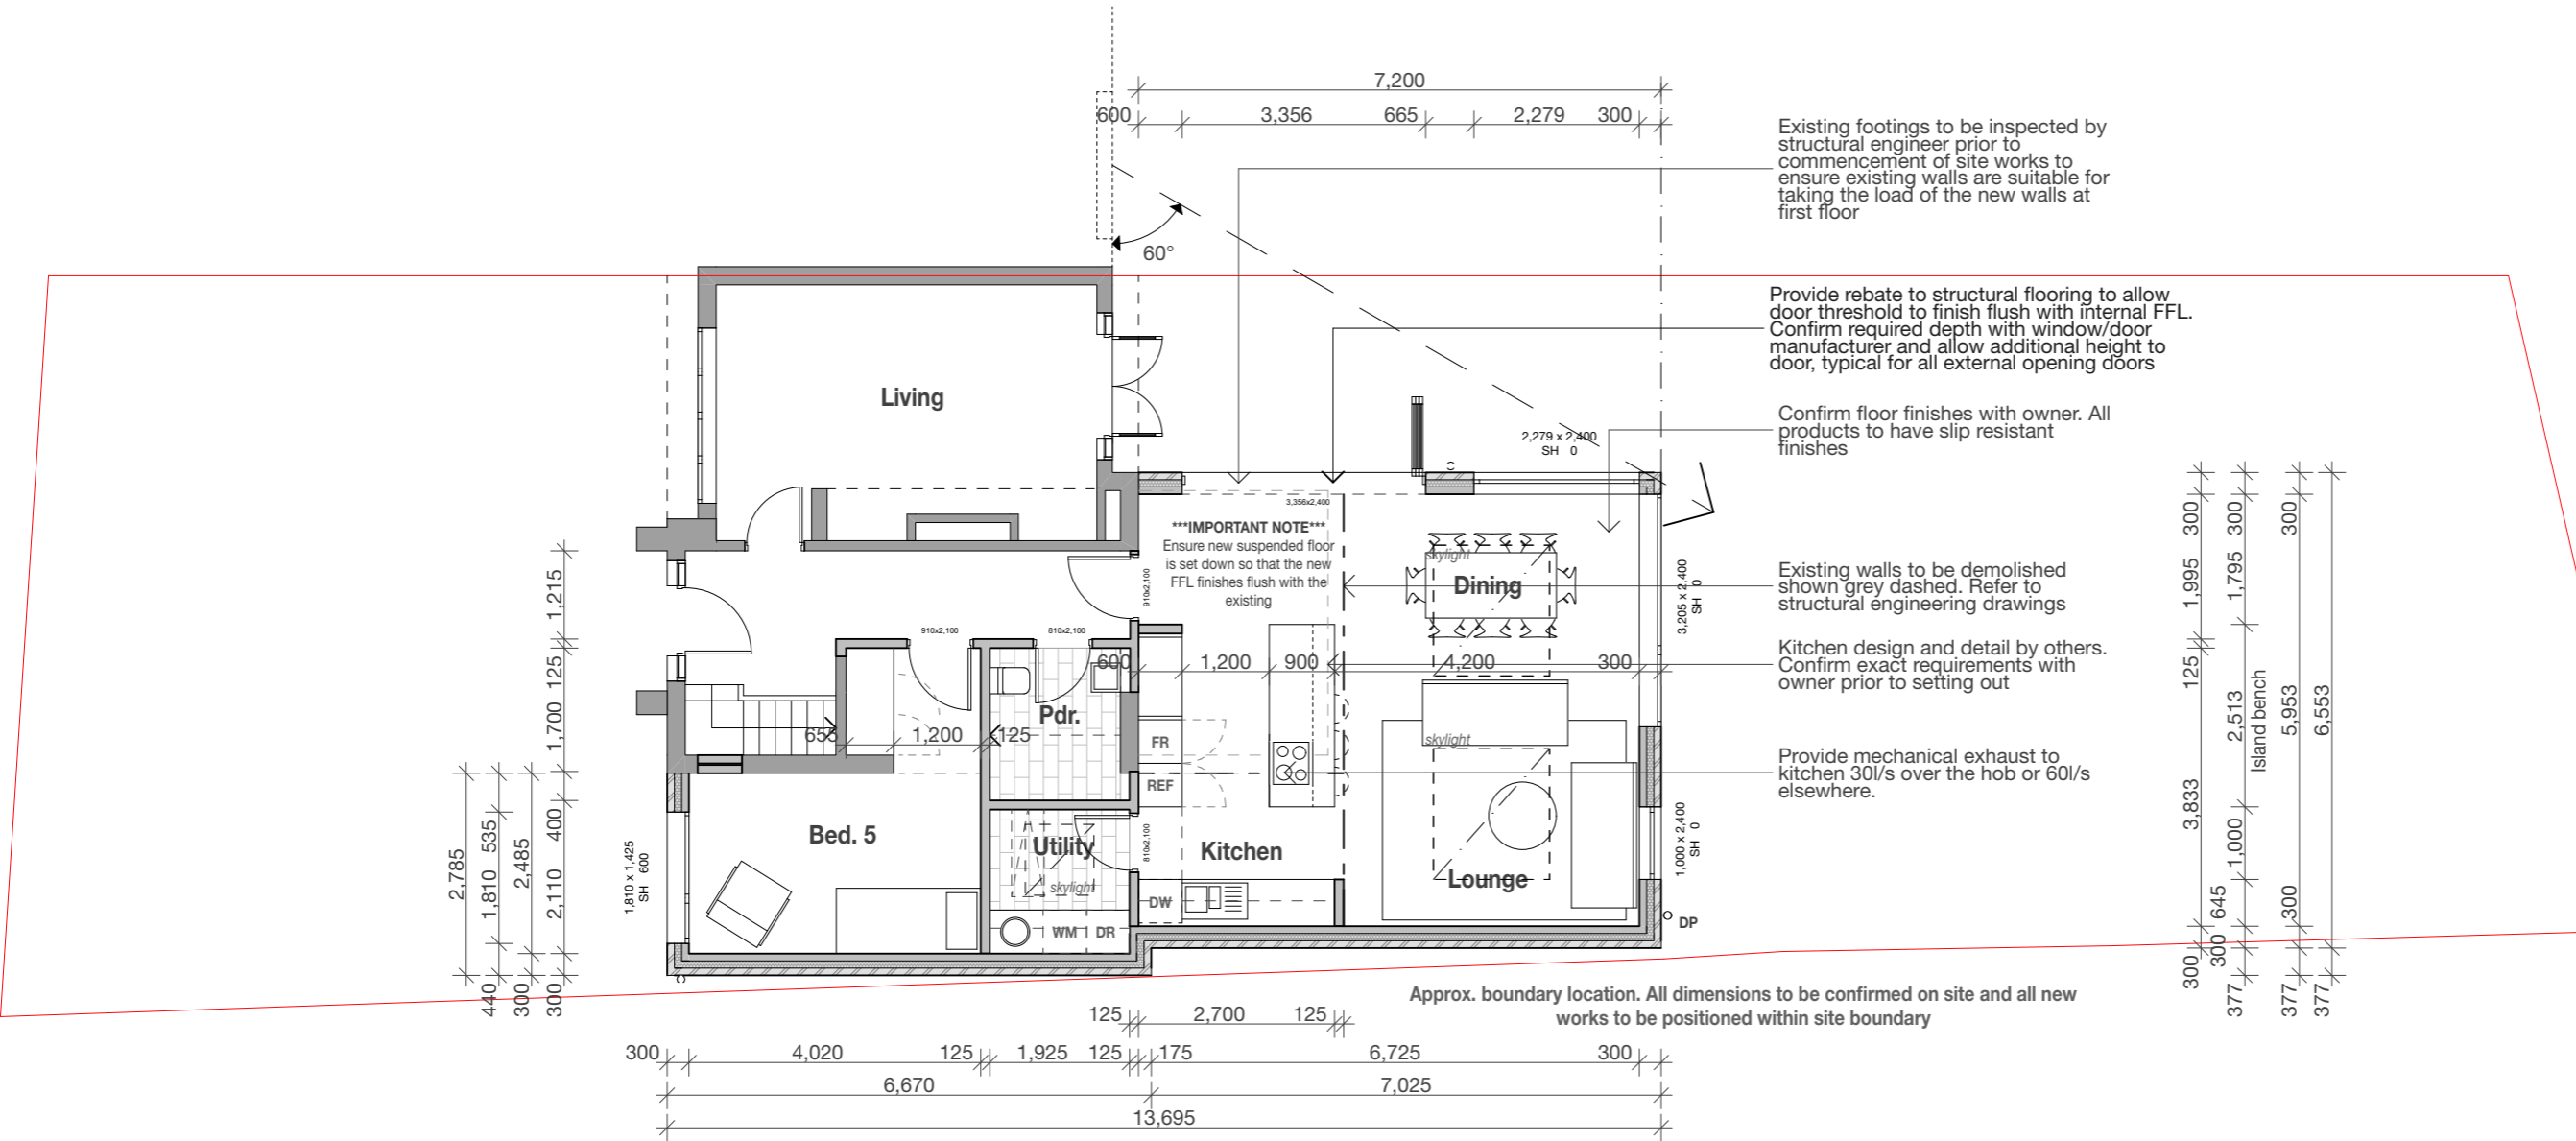 7,200
600 3,356 665 2,279 300
Existing footings to be inspected by
structural engineer prior to
commencement of site works to
ensure existing walls are suitable for
taking the load of the new walls at
first floor
60°
Provide rebate to structural flooring to allow
door threshold to finish flush with internal FFL.
Confirm required depth with window/door
manufacturer and allow additional height to
door, typical for all external opening doors
Living
Confirm floor finishes with owner. All
products to have slip resistant
finishes
2,279 x 2,400
SH 0
3,356x2,400
***IMPORTANT NOTE***
Ensure new suspended floor
is set down so that the new
FFL finishes flush with the
existing
skylight
Dining
910x2,100
3,205 x 2,400
SH 0
Existing walls to be demolished
shown grey dashed. Refer to
structural engineering drawings
910x2,100
810x2,100
600 1,200 900 4,200 300
Kitchen design and detail by others.
Confirm exact requirements with
owner prior to setting out
Pdr.
655 1,200 125
FR
REF
skylight
Provide mechanical exhaust to
kitchen 30l/s over the hob or 60l/s
elsewhere.
Bed. 5
Utility
skylight
810x2,100
Kitchen
Lounge
1,000 x 2,400
SH 0
1,810 x 1,425
SH 600
DW
WM DR
DP
2,785
440 1,810 535
300 2,485
300 2,110 400 1,700 125 1,215
300 3,833 125 1,995 300
377 300 645 1,000 2,513 1,795 300
Island bench
377 300 5,953 300
377 6,553
Approx. boundary location. All dimensions to be confirmed on site and all new
works to be positioned within site boundary
125 2,700 125
300 4,020 125 1,925 125 175 6,725 300
6,670 7,025
13,695